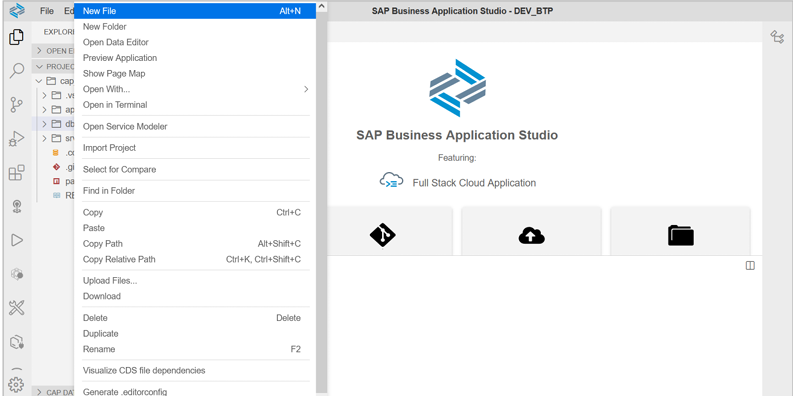 File Ed
SAP Business Application Studio - DEV_BTP
EXPLOR
OPEN E
PROJEC
cap
.vs
ap
db
srv
.co
.gi
pa
RE
CAP DA
New File Alt+N
New Folder
Open Data Editor
Preview Application
Show Page Map
Open With...
Open in Terminal
Open Service Modeler
Import Project
Select for Compare
Find in Folder
Copy Ctrl+C
Paste
Copy Path Alt+Shift+C
Copy Relative Path Ctrl+K, Ctrl+Shift+C
Upload Files...
Download
Delete Delete
Duplicate
Rename F2
Visualize CDS file dependencies
Generate .editorconfig
SAP Business Application Studio
Featuring:
Full Stack Cloud Application